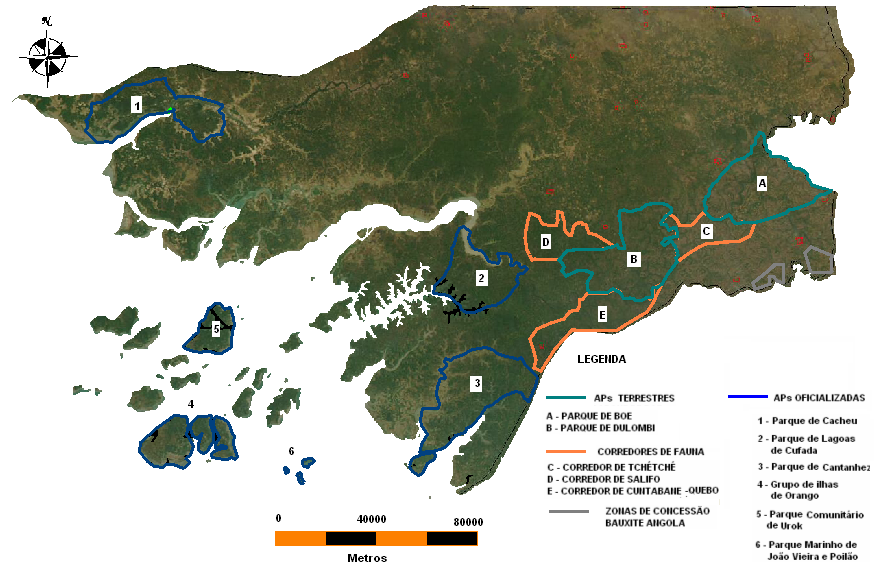 N
1
A
C
D
B
2
E
5
3
4
6
LEGENDA
APs TERRESTRES
A - PARQUE DE BOE
B - PARQUE DE DULOMBI
CORREDORES DE FAUNA
C - CORREDOR DE TCHÉTCHÉ
D - CORREDOR DE SALIFO
E - CORREDOR DE CUNTABANE -QUEBO
ZONAS DE CONCESSÃO
BAUXITE ANGOLA
APs OFICIALIZADAS
1 - Parque de Cacheu
2 - Parque de Lagoas
de Cufada
3 - Parque de Cantanhez
4 - Grupo de ilhas
de Orango
5 - Parque Comunitário
de Urok
6 - Parque Marinho de
João Vieira e Poilão
0 40000 80000
Metros